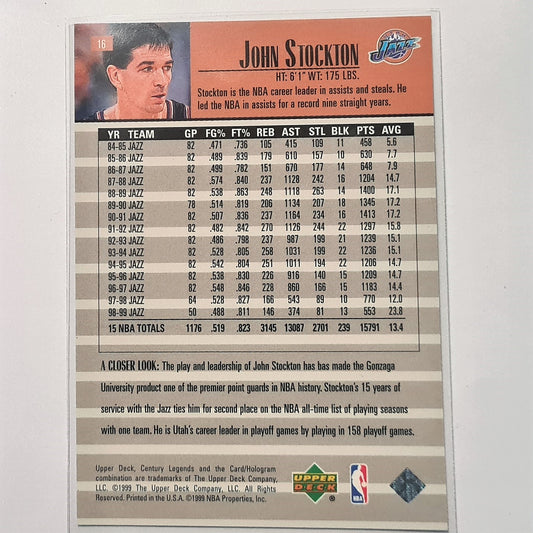 16
JOHN STOCKTON
HT: 6'1" WT: 175 LBS.
JAZZ
Stockton is the NBA career leader in assists and steals. He
led the NBA in assists for a record nine straight years.
YR TEAM GP FG% FT% REB AST STL BLK PTS AVG
84-85 JAZZ 82 .471 .736 105 415 109 11 458 5.6
85-86 JAZZ 82 .489 .839 179 610 157 10 630 7.7
86-87 JAZZ 82 .499 .782 151 670 177 14 648 7.9
87-88 JAZZ 82 .574 .840 237 1128 242 16 1204 14.7
88-89 JAZZ 82 .538 .863 248 1118 263 14 1400 17.1
89-90 JAZZ 78 .514 .819 206 1134 207 18 1345 17.2
90-91 JAZZ 82 .507 .836 237 1164 234 16 1413 17.2
91-92 JAZZ 82 .482 .842 270 1126 244 22 1297 15.8
92-93 JAZZ 82 .486 .798 237 987 199 21 1239 15.1
93-94 JAZZ 82 .528 .805 258 1031 199 22 1236 15.1
94-95 JAZZ 82 .542 .804 251 1011 194 22 1206 14.7
95-96 JAZZ 82 .538 .830 226 916 140 15 1209 14.7
96-97 JAZZ 82 .548 .846 228 860 166 15 1183 14.4
97-98 JAZZ 64 .528 .827 166 543 89 10 770 12.0
98-99 JAZZ 50 .488 .811 146 374 81 13 553 23.8
15 NBA TOTALS 1176 .519 .823 3145 13087 2701 239 15791 13.4
A CLOSER LOOK: The play and leadership of John Stockton has bas made the Gonzaga
University product one of the premier point guards in NBA history. Stockton's 15 years of
service with the Jazz ties him for second place on the NBA all-time list of playing seasons
with one team. He is Utah's career leader in playoff games by playing in 158 playoff games.
Upper Deck, Century Legends and the Card/Hologram
combination are trademarks of The Upper Deck Company,
LLC. ©1999 The Upper Deck Company, LLC. All Rights
Reserved. Printed in the U.S.A. ©1999 NBA Properties, Inc.
UPPER
DECK
®
NBA